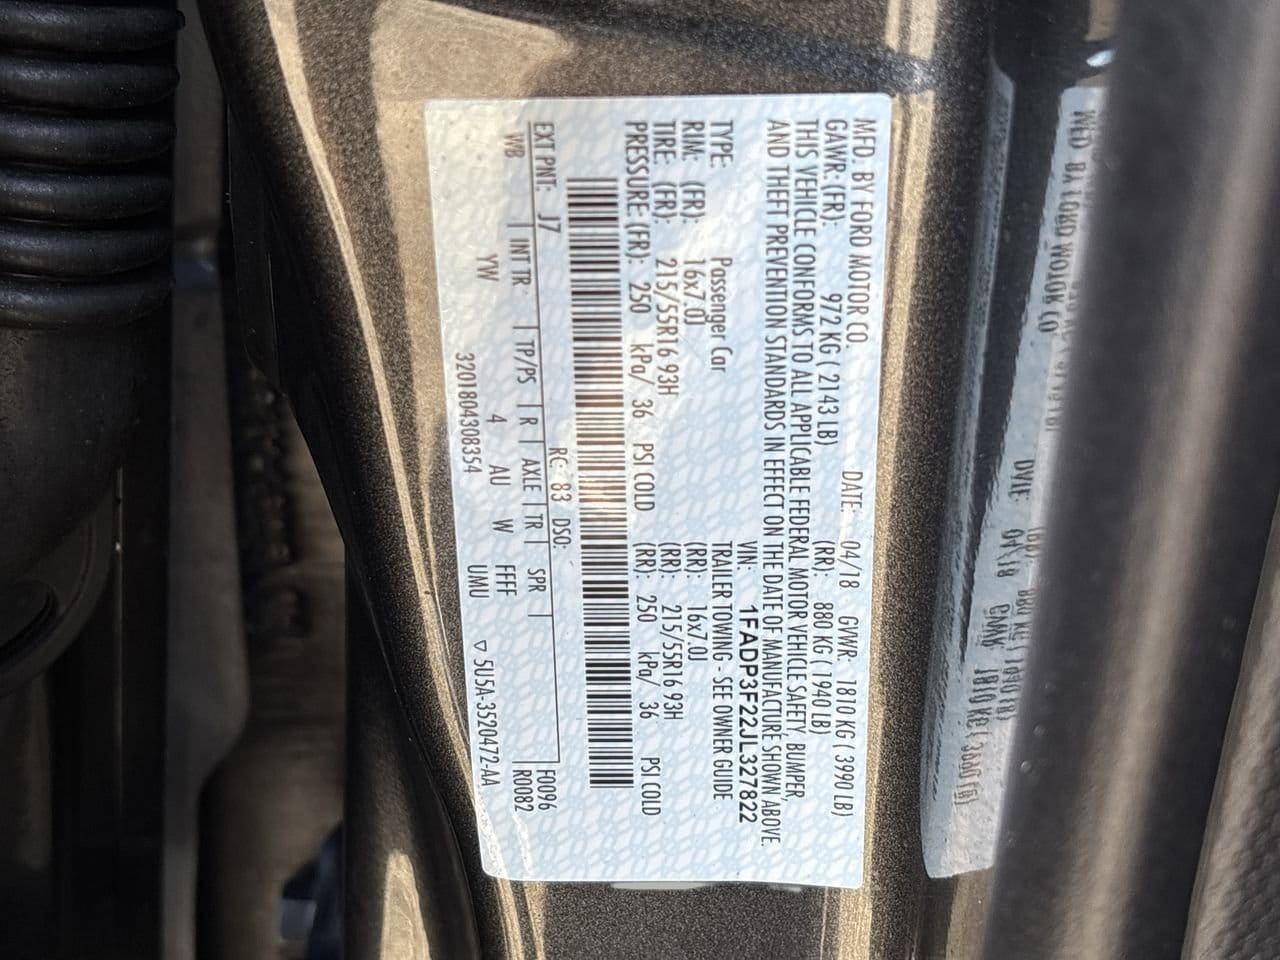 MFD. BY FORD MOTOR CO.
DATE: 04/18 GVWR: 1810 KG ( 3990 LB)
GAWR: (FR): 972 KG ( 2143 LB) (RR): 880 KG ( 1940 LB)
THIS VEHICLE CONFORMS TO ALL APPLICABLE FEDERAL MOTOR VEHICLE SAFETY, BUMPER,
AND THEFT PREVENTION STANDARDS IN EFFECT ON THE DATE OF MANUFACTURE SHOWN ABOVE.
VIN: 1FADP3F22JL327822
TYPE: Passenger Car TRAILER TOWING - SEE OWNER GUIDE
RIM: (FR): 16x7.0J (RR): 16x7.0J
TIRE: (FR): 215/55R16 93H (RR): 215/55R16 93H
PRESSURE (FR): 250 kPa/ 36 PSI COLD (RR): 250 kPa/ 36 PSI COLD
EXT PNT: J7 RC: 83 DSO: F0096
WB | INT TR | TP/PS | R | AXLE | TR | SPR | R0082
YW 4 AU W FFFF
UMU
3201804308354 ▽ 5U5A-3520472-AA